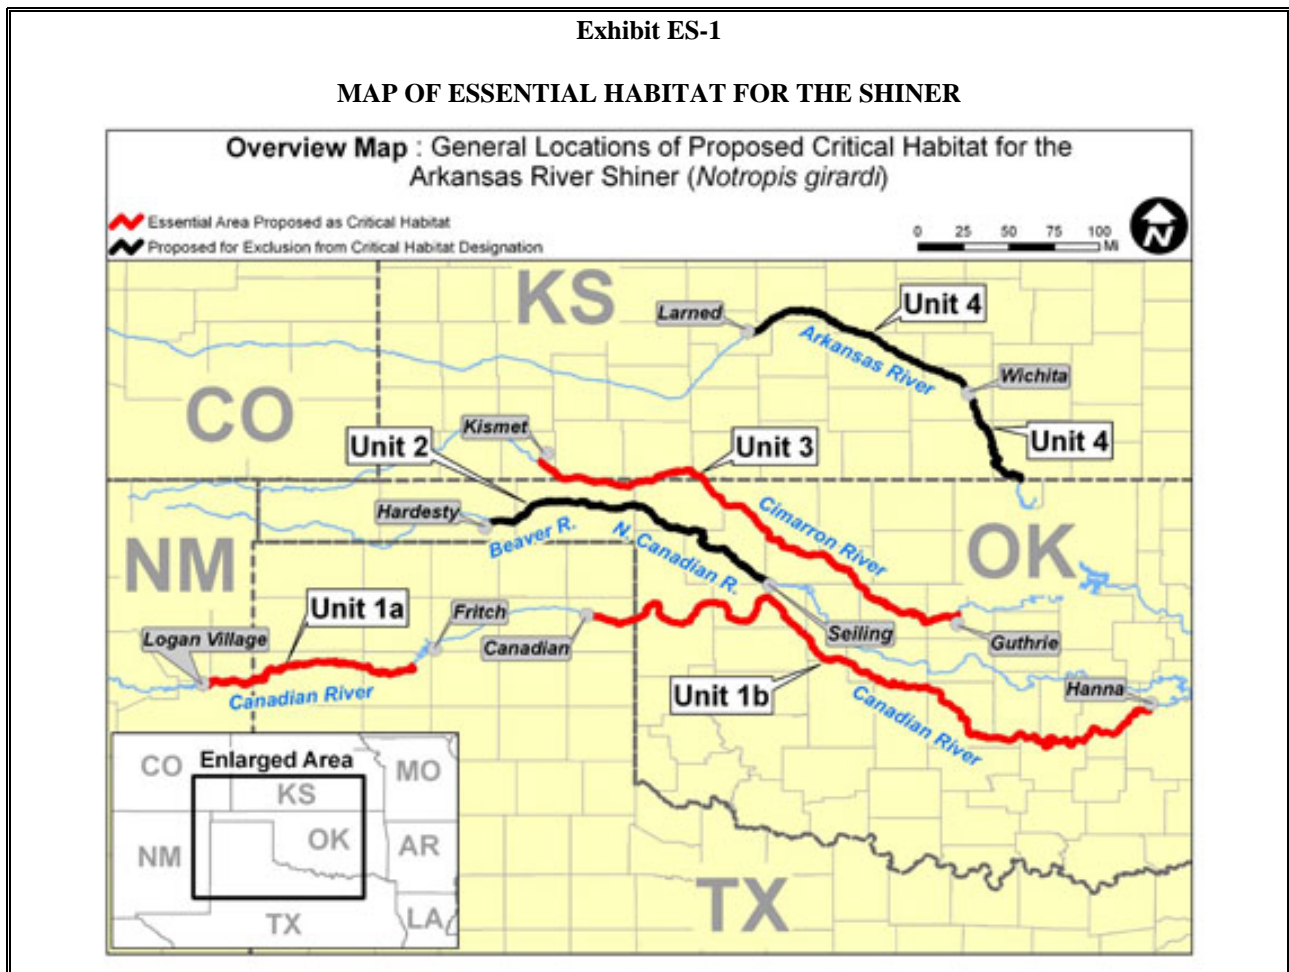 Exhibit ES-1
MAP OF ESSENTIAL HABITAT FOR THE SHINER
Overview Map : General Locations of Proposed Critical Habitat for the
Arkansas River Shiner (Notropis girardi)
Essential Area Proposed as Critical Habitat
Proposed for Exclusion from Critical Habitat Designation
0 25 50 75 100
Mi
N
KS
Larned
Unit 4
Arkansas River
Wichita
CO
Kismet
Unit 2
Unit 3
Unit 4
Hardesty
Beaver R.
N. Canadian R.
Cimarron River
OK
NM
Unit 1a
Fritch
Canadian
Seiling
Guthrie
Logan Village
Canadian River
Unit 1b
Canadian River
Hanna
Enlarged Area
CO
MO
KS
NM
OK
AR
TX
LA
TX